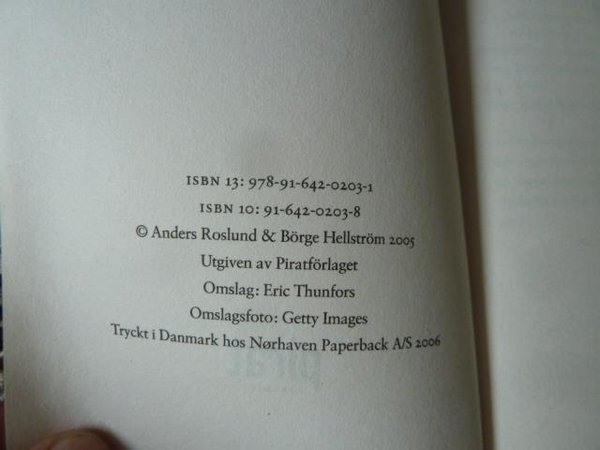 ISBN 13: 978-91-642-0203-1
ISBN 10: 91-642-0203-8
© Anders Roslund & Börge Hellström 2005
Utgiven av Piratförlaget
Omslag: Eric Thunfors
Omslagsfoto: Getty Images
Tryckt i Danmark hos Nørhaven Paperback A/S 2006